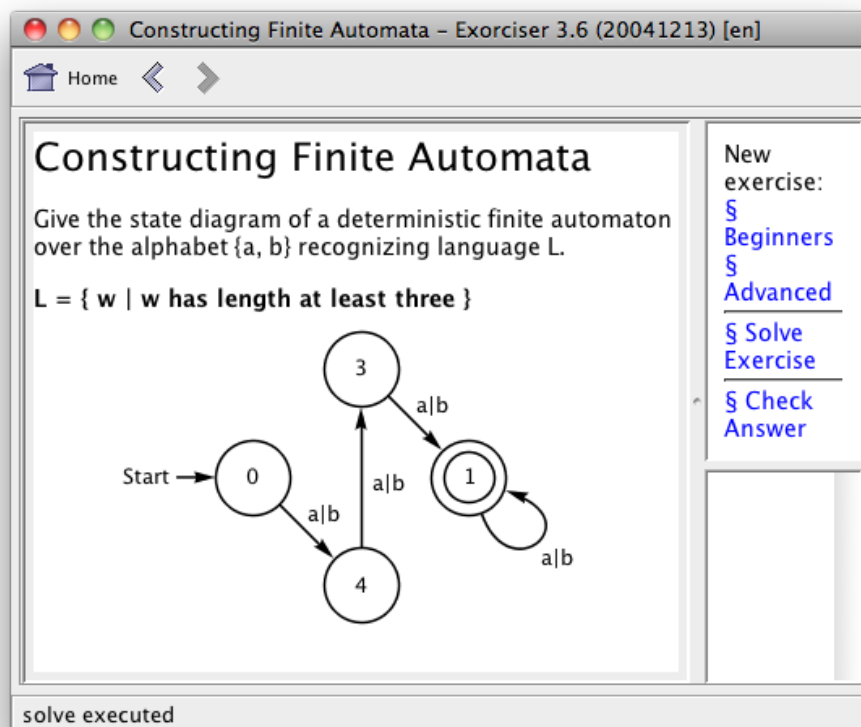 Constructing Finite Automata – Exorciser 3.6 (20041213) [en]
Home
Constructing Finite Automata
Give the state diagram of a deterministic finite automaton
over the alphabet {a, b} recognizing language L.
L = { w | w has length at least three }
3
a|b
Start
0
a|b
1
a|b
a|b
4
New
exercise:
§
Beginners
§
Advanced
§ Solve
Exercise
§ Check
Answer
solve executed